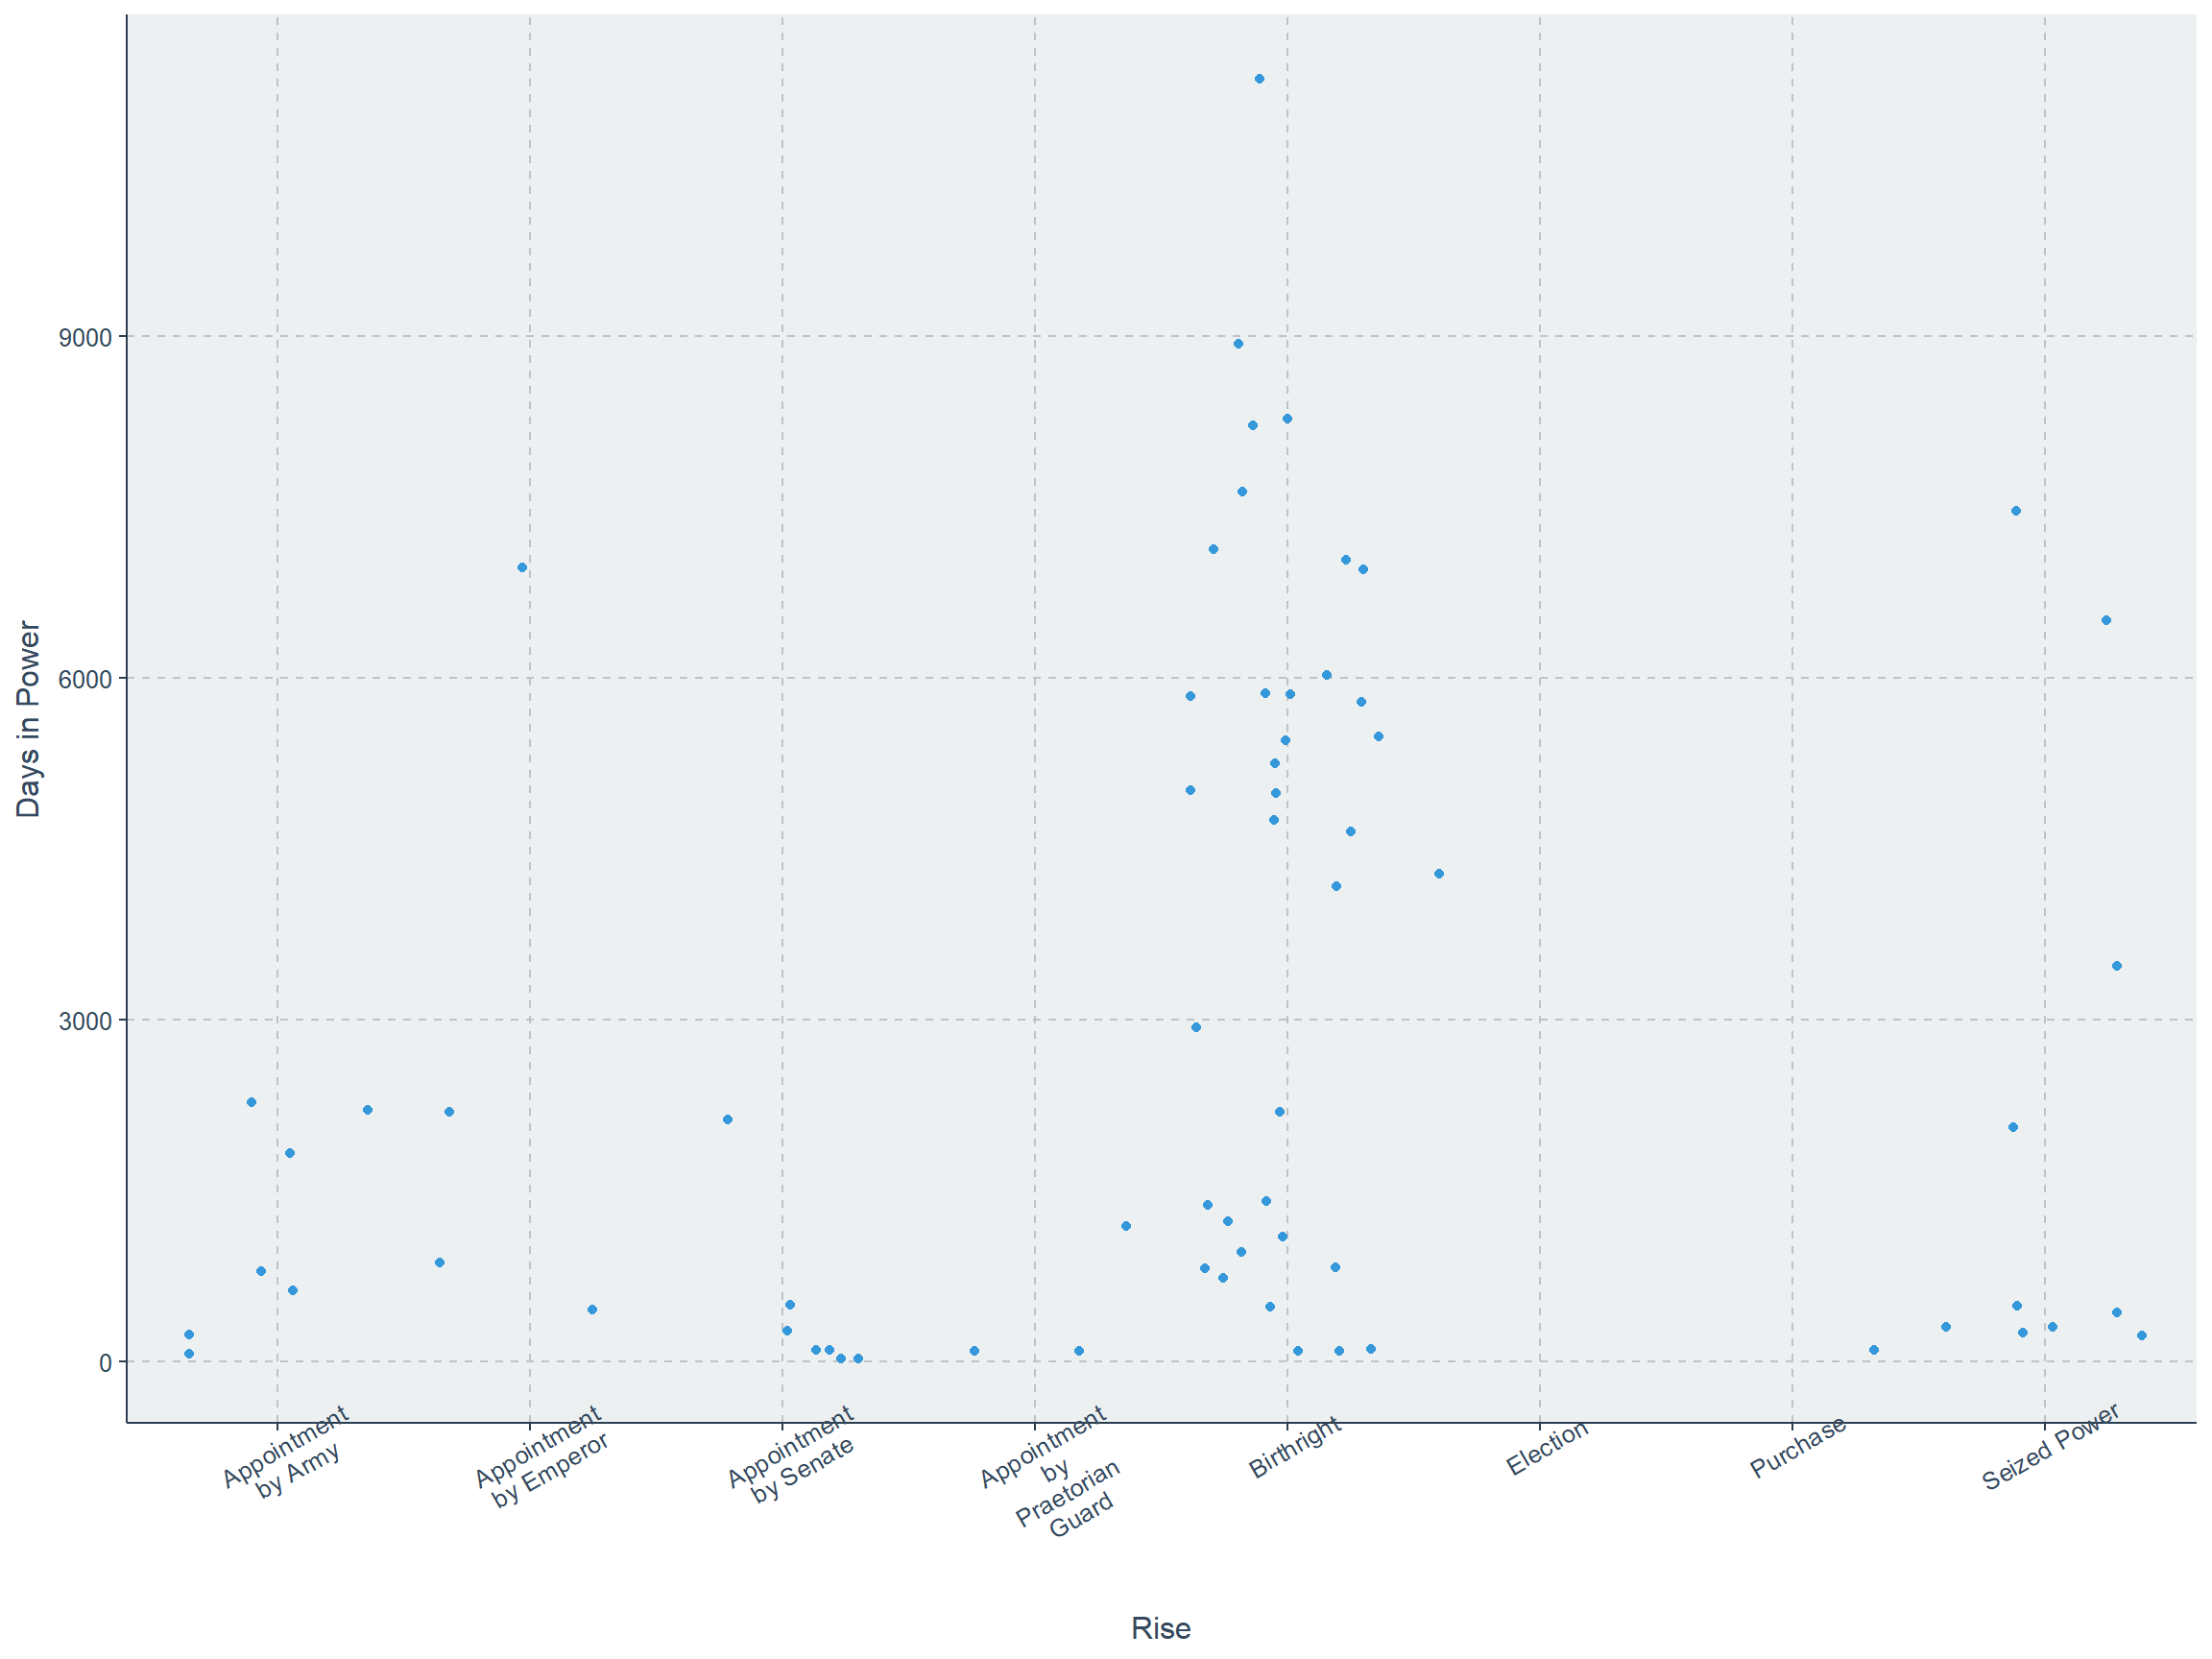 Days in Power
9000
6000
3000
0
Appointment
by Army
Appointment
by Emperor
Appointment
by Senate
Appointment
by
Praetorian
Guard
Birthright
Election
Purchase
Seized Power
Rise